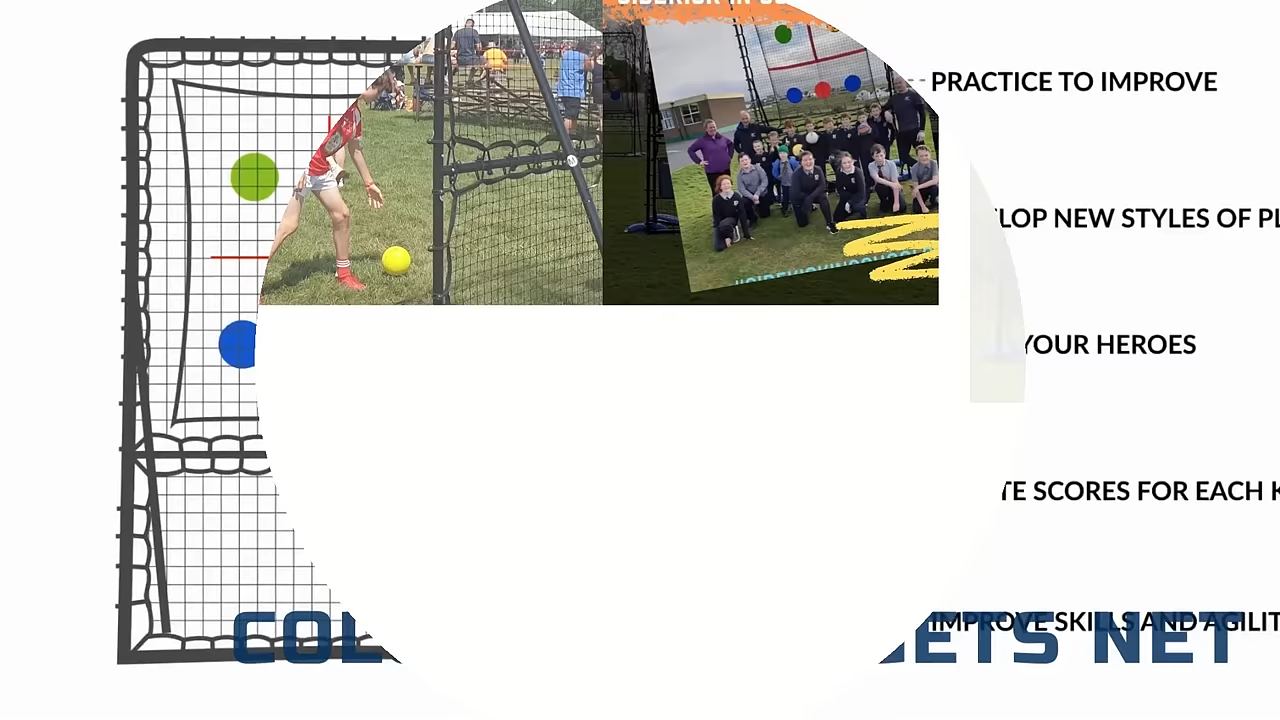 PRACTICE TO IMPROVE
LOP NEW STYLES OF PL
YOUR HEROES
TE SCORES FOR EACH K
IMPROVE SKILLS AND AGILIT
COL ETS NET